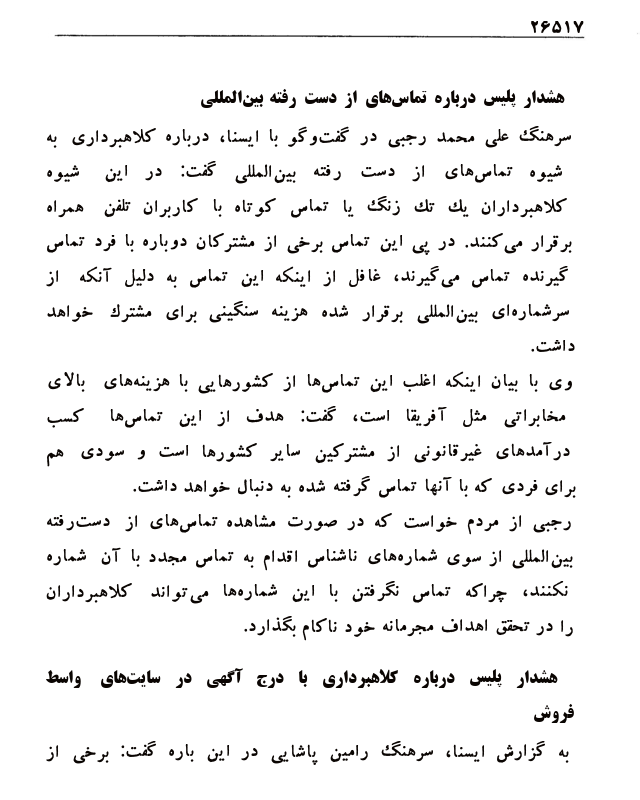 ۲۶۵۱۷
هشدار پلیس درباره تماس‌های از دست رفته بین‌المللی
سرهنگ علی محمد رجبی در گفت‌وگو با ایسنا، درباره کلاهبرداری به
شیوه تماس‌های از دست رفته بین‌المللی گفت: در این شیوه
کلاهبرداران یك تك زنگ یا تماس کوتاه با کاربران تلفن همراه
برقرار می‌کنند. در پی این تماس برخی از مشترکان دوباره با فرد تماس
گیرنده تماس می‌گیرند، غافل از اینکه این تماس به دلیل آنکه از
سرشماره‌ای بین‌المللی برقرار شده هزینه سنگینی برای مشترك خواهد
داشت.
وی با بیان اینکه اغلب این تماس‌ها از کشورهایی با هزینه‌های بالای
مخابراتی مثل آفریقا است، گفت: هدف از این تماس‌ها کسب
درآمدهای غیرقانونی از مشترکین سایر کشورها است و سودی هم
برای فردی که با آنها تماس گرفته شده به دنبال خواهد داشت.
رجبی از مردم خواست که در صورت مشاهده تماس‌های از دست‌رفته
بین‌المللی از سوی شماره‌های ناشناس اقدام به تماس مجدد با آن شماره
نکنند، چراکه تماس نگرفتن با این شماره‌ها می‌تواند کلاهبرداران
را در تحقق اهداف مجرمانه خود ناکام بگذارد.
هشدار پلیس درباره کلاهبرداری با درج آگهی در سایت‌های واسط
فروش
به گزارش ایسنا، سرهنگ رامین پاشایی در این باره گفت: برخی از